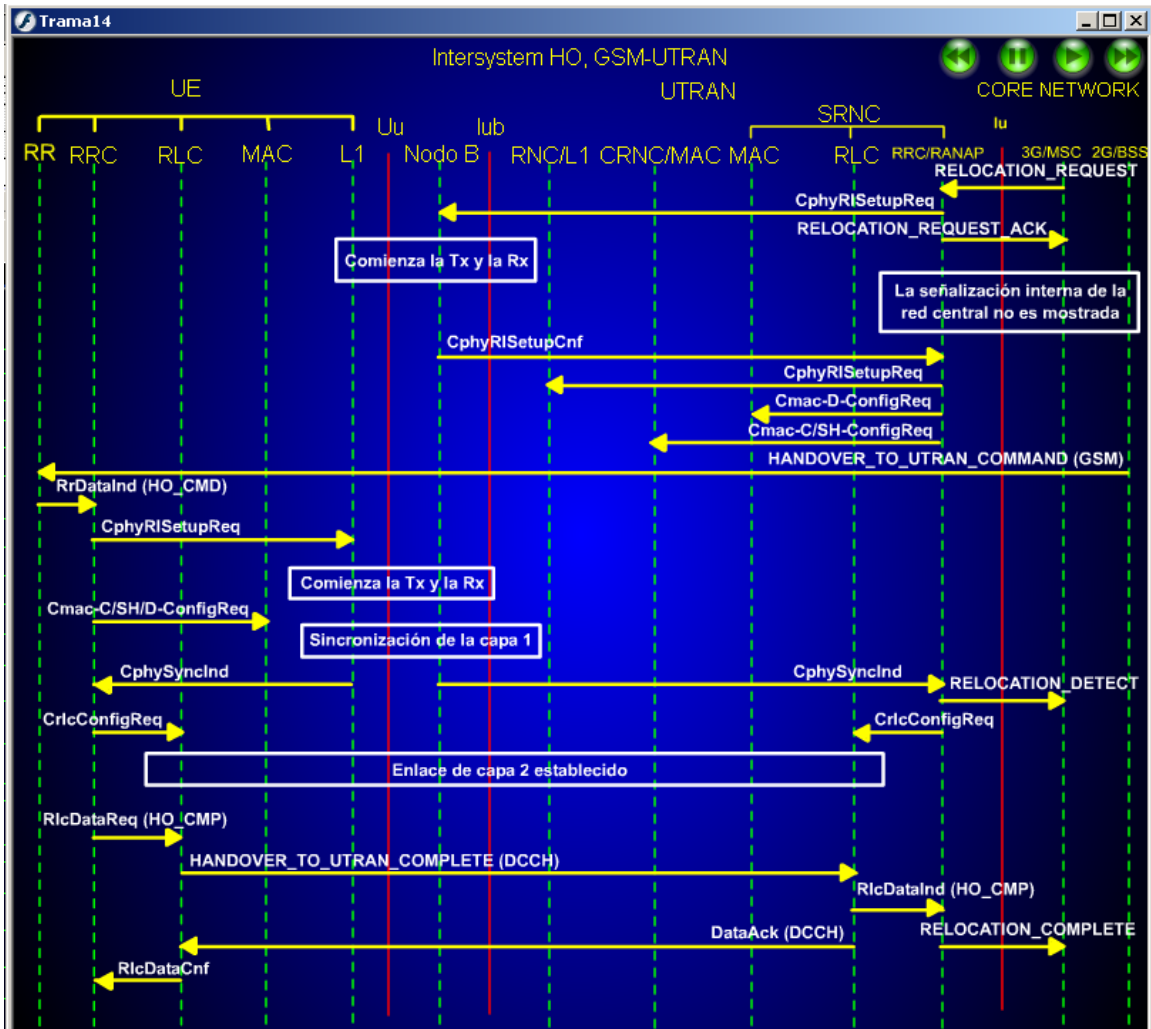 Trama14
Intersystem HO, GSM-UTRAN
UE
UTRAN
CORE NETWORK
SRNC
Uu
Iub
Iu
RR RRC RLC MAC L1 Nodo B RNC/L1 CRNC/MAC MAC RLC RRC/RANAP 3G/MSC 2G/BSS
RELOCATION_REQUEST
CphyRlSetupReq
RELOCATION_REQUEST_ACK
Comienza la Tx y la Rx
La señalización interna de la
red central no es mostrada
CphyRlSetupCnf
CphyRlSetupReq
Cmac-D-ConfigReq
Cmac-C/SH-ConfigReq
HANDOVER_TO_UTRAN_COMMAND (GSM)
RrDataInd (HO_CMD)
CphyRlSetupReq
Comienza la Tx y la Rx
Cmac-C/SH/D-ConfigReq
Sincronización de la capa 1
CphySyncInd
CphySyncInd
RELOCATION_DETECT
CrlcConfigReq
CrlcConfigReq
Enlace de capa 2 establecido
RlcDataReq (HO_CMP)
HANDOVER_TO_UTRAN_COMPLETE (DCCH)
RlcDataInd (HO_CMP)
DataAck (DCCH)
RELOCATION_COMPLETE
RlcDataCnf